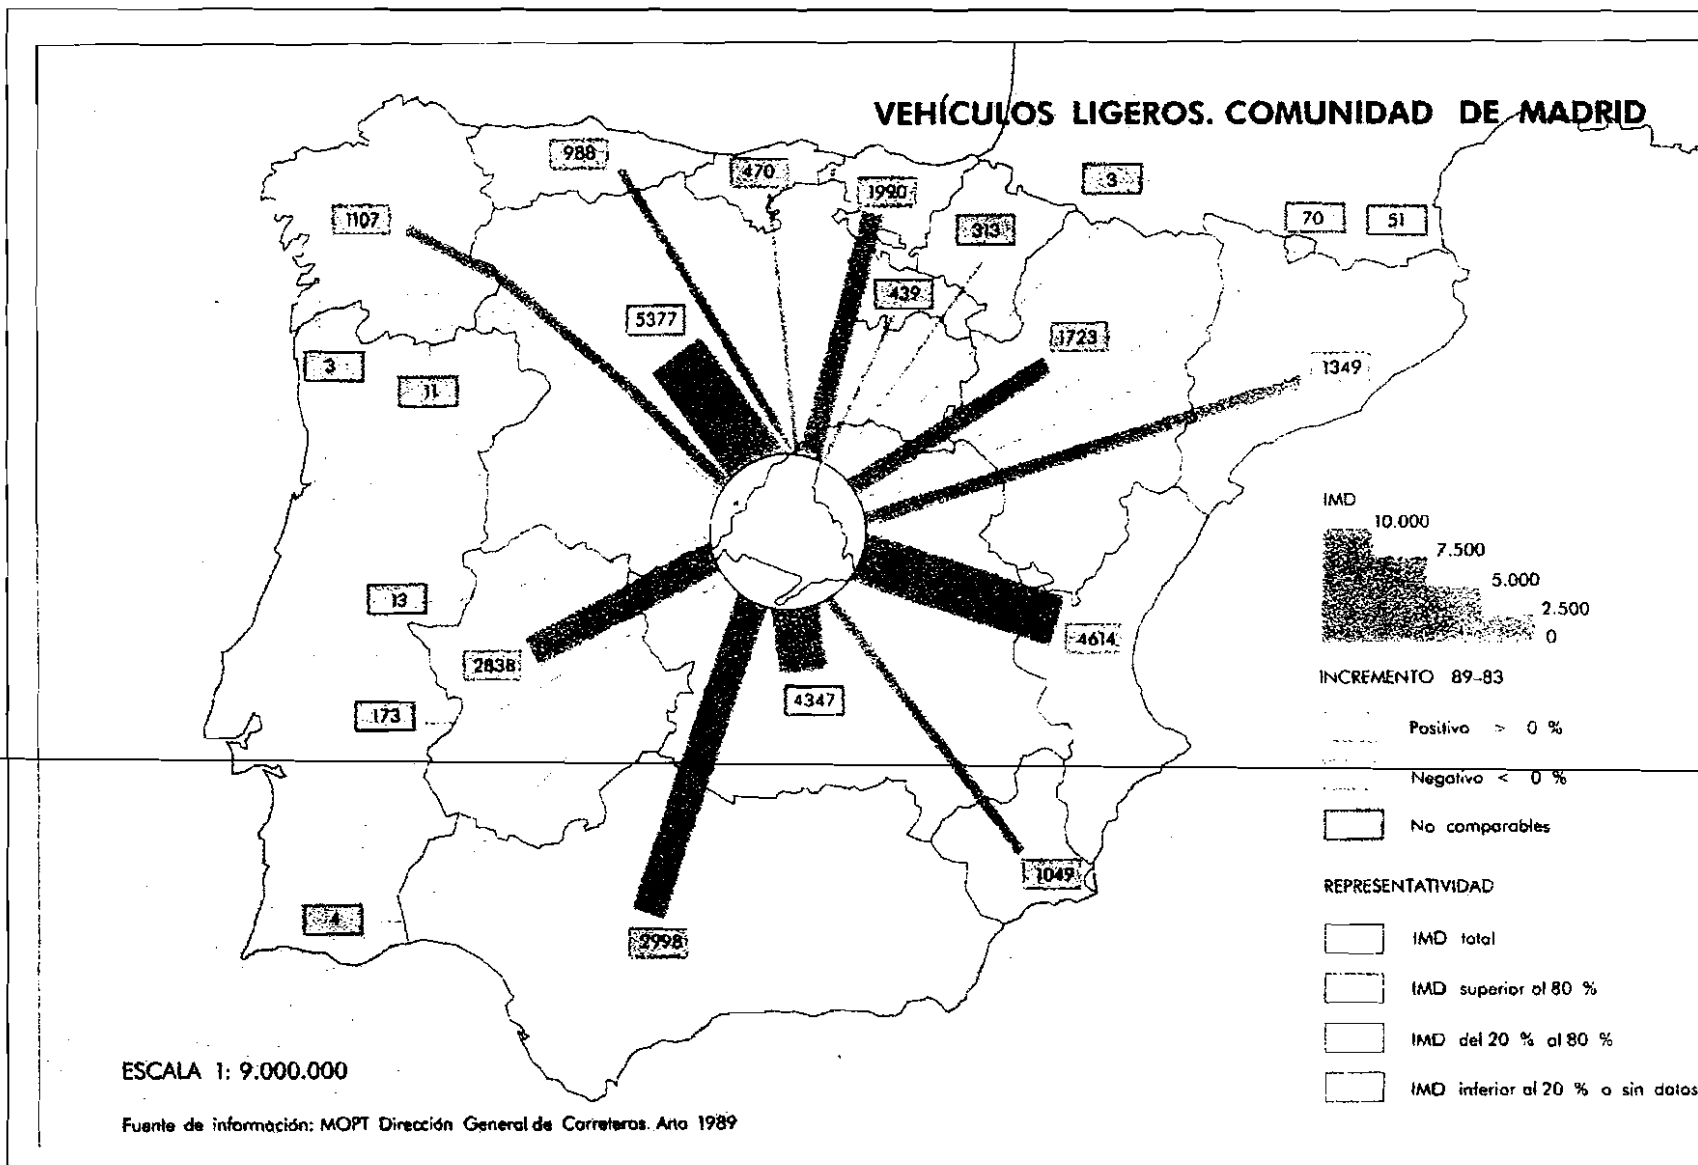 VEHÍCULOS LIGEROS. COMUNIDAD DE MADRID
988
470
1990
3
1107
313
70
51
439
5377
1723
1349
3
11
13
2838
4614
173
4347
1049
4
2998
IMD
10.000
7.500
5.000
2.500
0
INCREMENTO 89-83
Positivo > 0 %
Negativo < 0 %
No comparables
REPRESENTATIVIDAD
IMD total
IMD superior al 80 %
IMD del 20 % al 80 %
IMD inferior al 20 % o sin datos
ESCALA 1: 9.000.000
Fuente de información: MOPT Dirección General de Carreteras. Año 1989